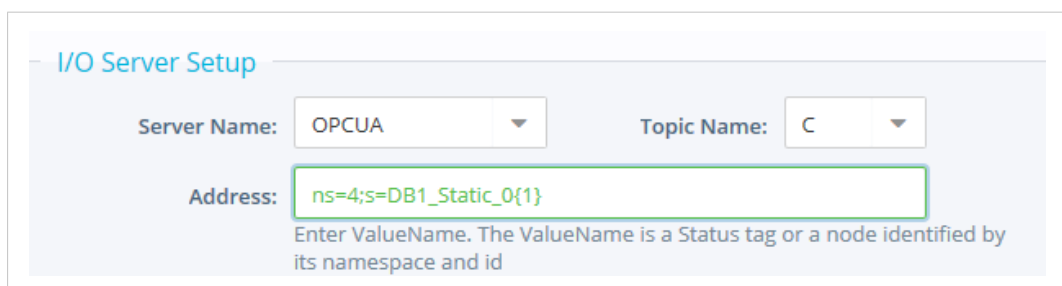 I/O Server Setup
Server Name: OPCUA Topic Name: C
Address: ns=4;s=DB1_Static_0{1}
Enter ValueName. The ValueName is a Status tag or a node identified by
its namespace and id